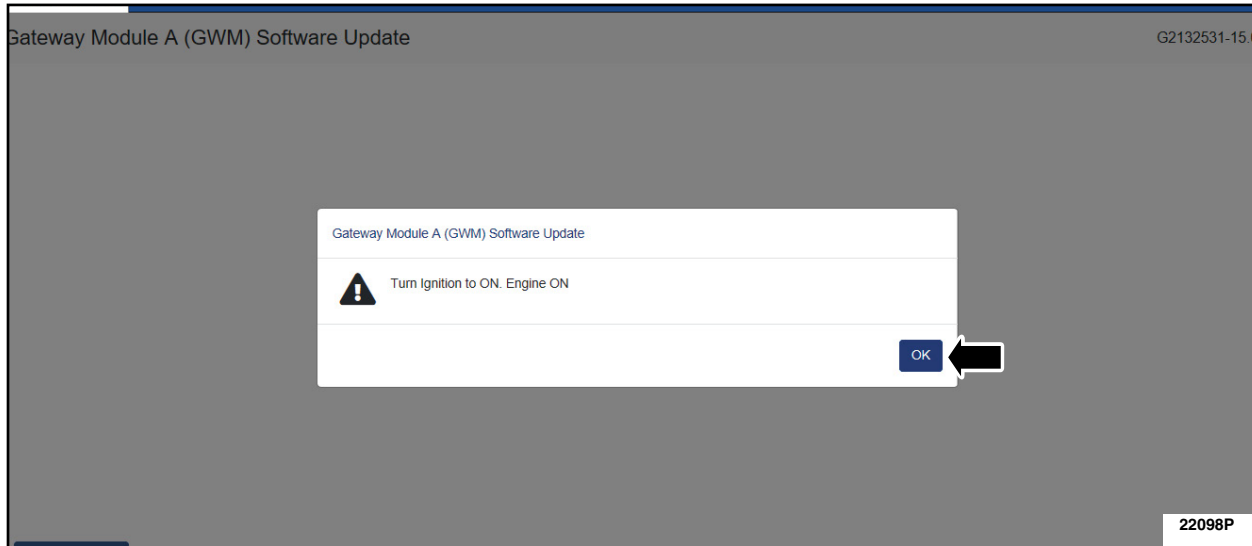 Gateway Module A (GWM) Software Update
G2132531-15.
Gateway Module A (GWM) Software Update
Turn Ignition to ON. Engine ON
OK
22098P